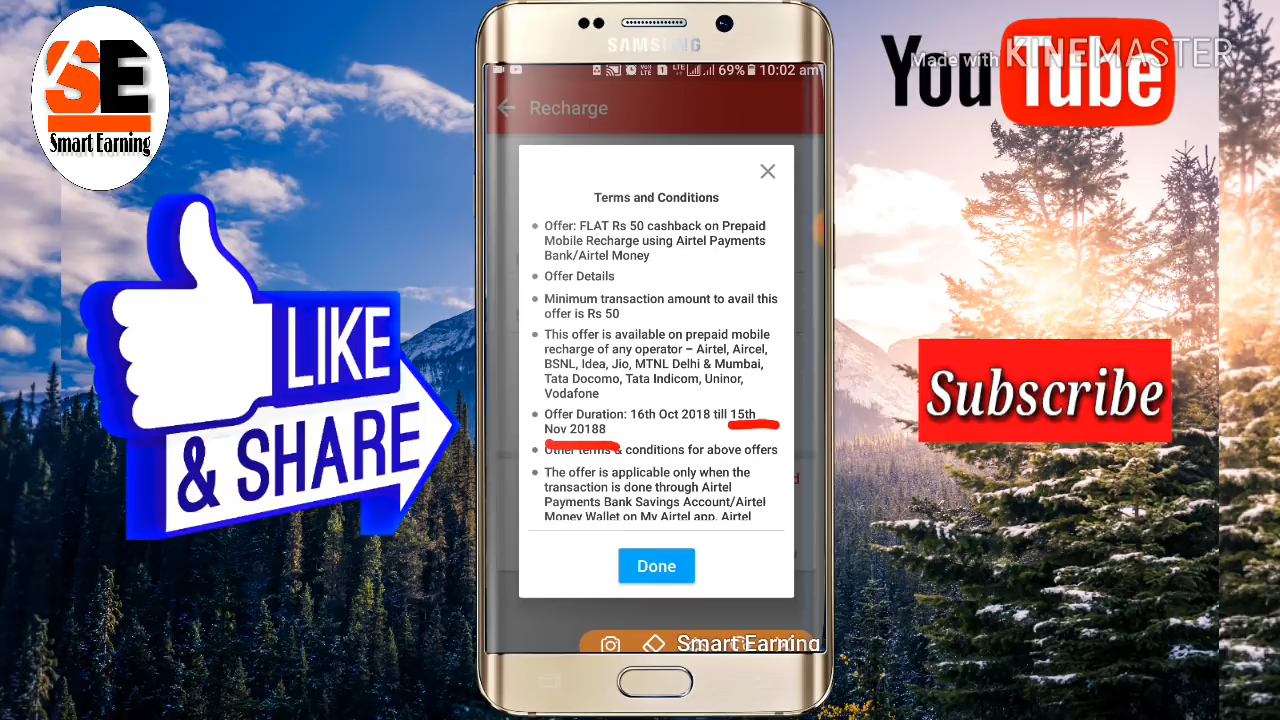 SE
Smart Earning
LIKE
& SHARE
SAMSUNG
LTE
1
LTE
69%
10:02 am
Recharge
Terms and Conditions
Offer: FLAT Rs 50 cashback on Prepaid
Mobile Recharge using Airtel Payments
Bank/Airtel Money
Offer Details
Minimum transaction amount to avail this
offer is Rs 50
This offer is available on prepaid mobile
recharge of any operator – Airtel, Aircel,
BSNL, Idea, Jio, MTNL Delhi & Mumbai,
Tata Docomo, Tata Indicom, Uninor,
Vodafone
Offer Duration: 16th Oct 2018 till 15th
Nov 20188
Other terms & conditions for above offers
The offer is applicable only when the
transaction is done through Airtel
Payments Bank Savings Account/Airtel
Money Wallet on My Airtel app, Airtel
Done
Smart Earning
YouTube
Made with KINEMASTER
Subscribe